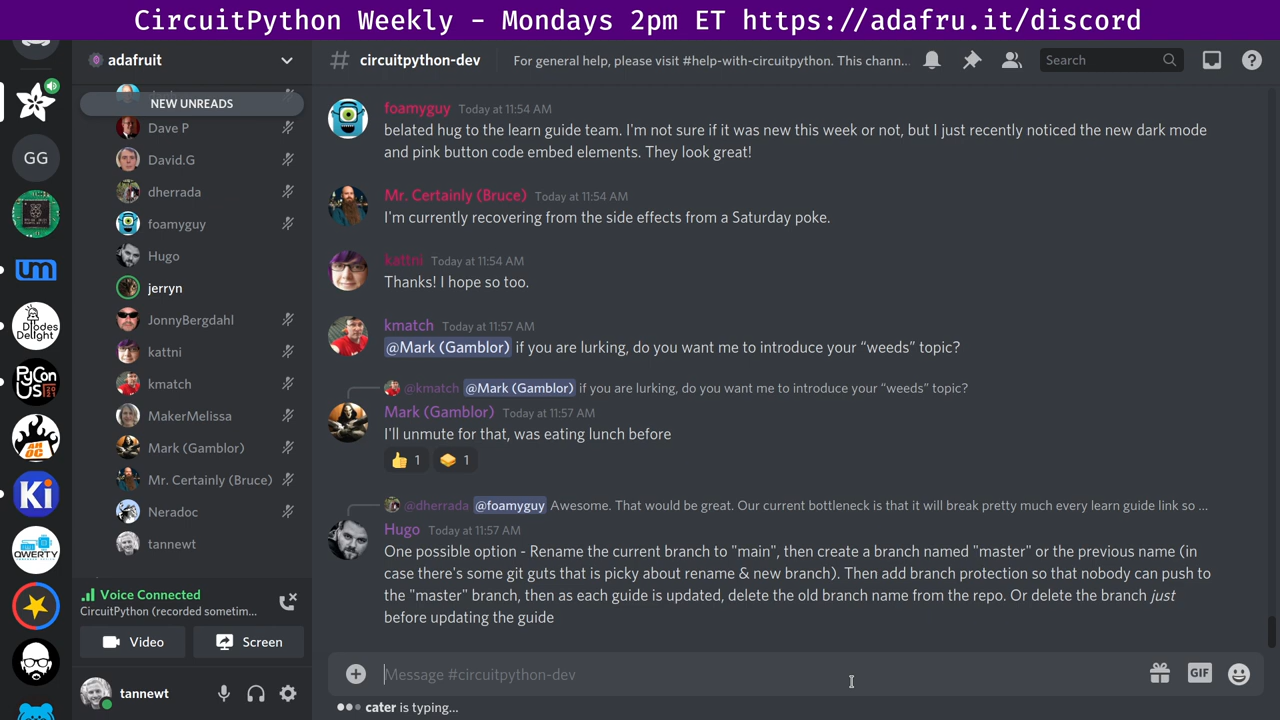 CircuitPython Weekly - Mondays 2pm ET https://adafru.it/discord
adafruit
NEW UNREADS
Dave P
David.G
dherrada
foamyguy
Hugo
jerryn
JonnyBergdahl
kattni
kmatch
MakerMelissa
Mark (Gamblor)
Mr. Certainly (Bruce)
Neradoc
tannewt
Voice Connected
CircuitPython (recorded sometim...
Video
Screen
tannewt
GG
um
Diodes
Delight
PyCon
US
2021
Ki
QWERTY
# circuitpython-dev
For general help, please visit #help-with-circuitpython. This chann...
Search
foamyguy Today at 11:54 AM
belated hug to the learn guide team. I'm not sure if it was new this week or not, but I just recently noticed the new dark mode
and pink button code embed elements. They look great!
Mr. Certainly (Bruce) Today at 11:54 AM
I'm currently recovering from the side effects from a Saturday poke.
kattni Today at 11:54 AM
Thanks! I hope so too.
kmatch Today at 11:57 AM
@Mark (Gamblor) if you are lurking, do you want me to introduce your “weeds” topic?
@kmatch @Mark (Gamblor) if you are lurking, do you want me to introduce your “weeds” topic?
Mark (Gamblor) Today at 11:57 AM
I'll unmute for that, was eating lunch before
1 1
@dherrada @foamyguy Awesome. That would be great. Our current bottleneck is that it will break pretty much every learn guide link so ...
Hugo Today at 11:57 AM
One possible option - Rename the current branch to "main", then create a branch named "master" or the previous name (in
case there's some git guts that is picky about rename & new branch). Then add branch protection so that nobody can push to
the "master" branch, then as each guide is updated, delete the old branch name from the repo. Or delete the branch just
before updating the guide
Message #circuitpython-dev
GIF
cater is typing...